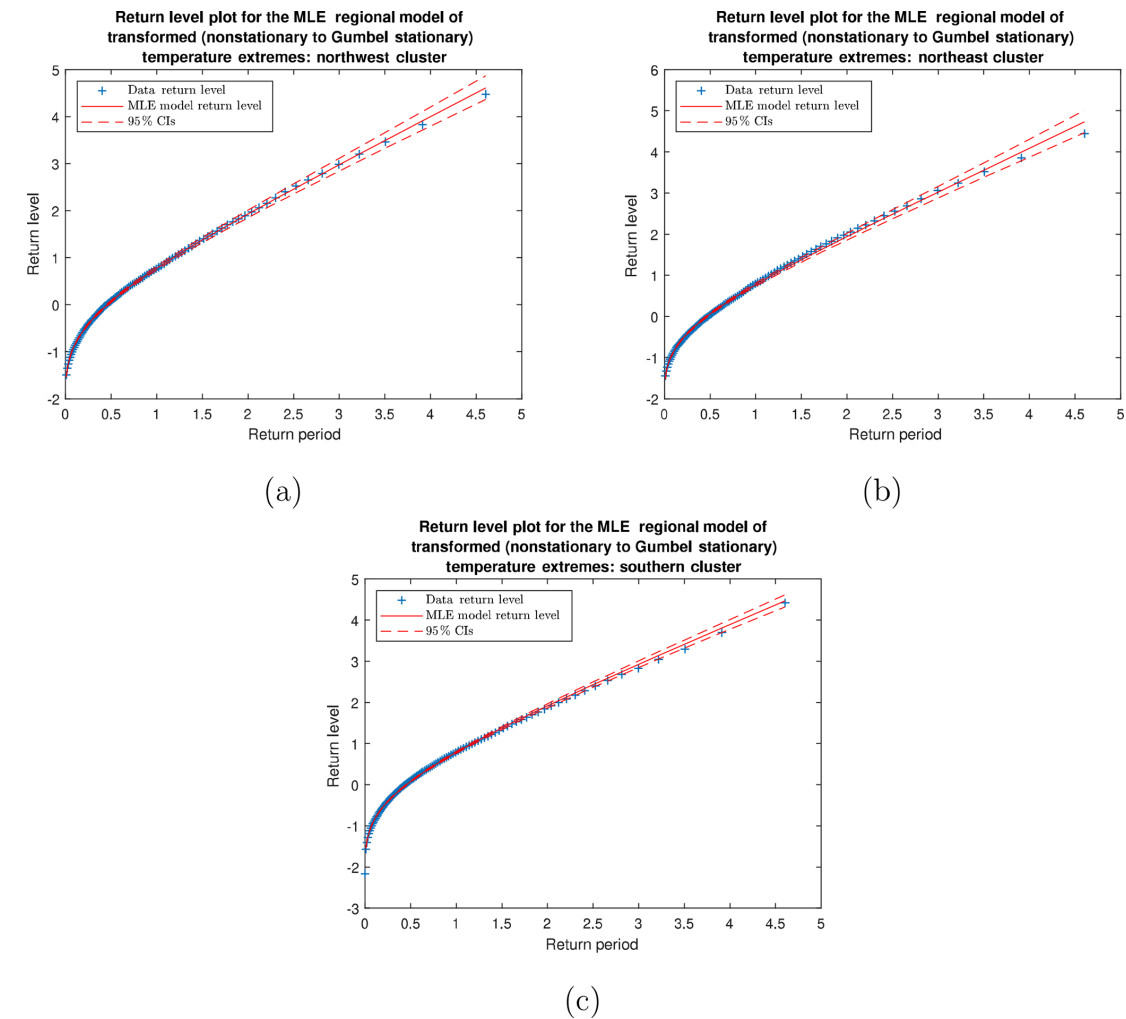 Return level plot for the MLE regional model of
transformed (nonstationary to Gumbel stationary)
temperature extremes: northwest cluster
5
4
3
2
1
0
-1
-2
Return level
Data return level
MLE model return level
95% CIs
0 0.5 1 1.5 2 2.5 3 3.5 4 4.5 5
Return period
(a)
Return level plot for the MLE regional model of
transformed (nonstationary to Gumbel stationary)
temperature extremes: northeast cluster
6
5
4
3
2
1
0
-1
-2
Return level
Data return level
MLE model return level
95% CIs
0 0.5 1 1.5 2 2.5 3 3.5 4 4.5 5
Return period
(b)
Return level plot for the MLE regional model of
transformed (nonstationary to Gumbel stationary)
temperature extremes: southern cluster
5
4
3
2
1
0
-1
-2
-3
Return level
Data return level
MLE model return level
95% CIs
0 0.5 1 1.5 2 2.5 3 3.5 4 4.5 5
Return period
(c)